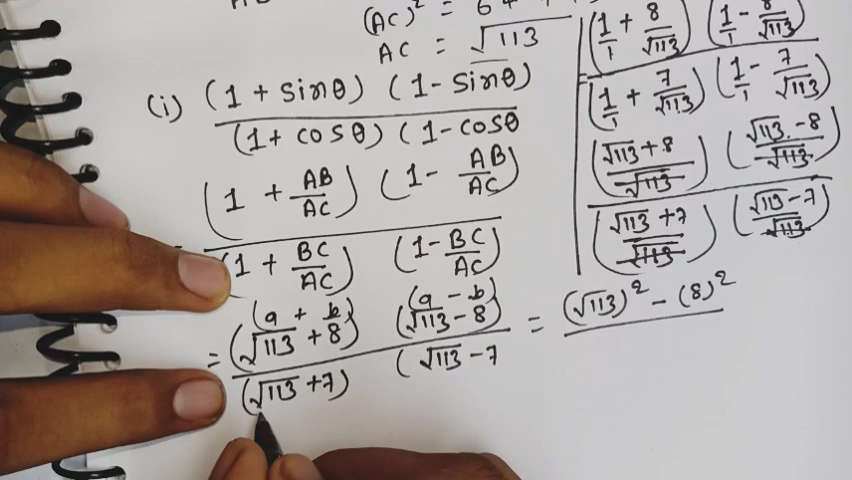 (AC)² = 64 +
AC = √113
(i) (1 + sinθ) (1 - sinθ)
(1 + cosθ) (1 - cosθ
(1 + AB/AC) (1 - AB/AC)
(1 + BC/AC) (1 - BC/AC)
(a + b) (a - b)
= (√113 + 8) (√113 - 8)
(√113 + 7) (√113 - 7
= (1/1 + 8/√113) (1/1 - 8/√113)
(1/1 + 7/√113) (1/1 - 7/√113)
(√113 + 8/√113) (√113 - 8/√113)
(√113 + 7/√113) (√113 - 7/√113)
= (√113)² - (8)²